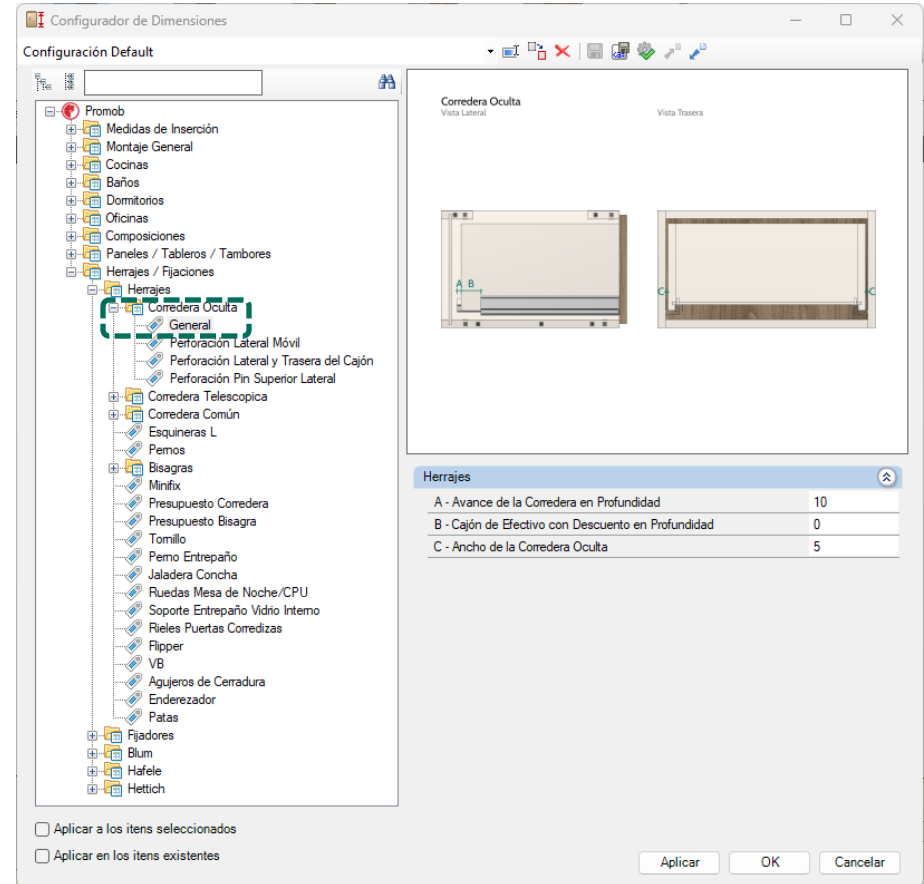 Configurador de Dimensiones
Configuración Default
Promob
Medidas de Inserción
Montaje General
Cocinas
Baños
Dormitorios
Oficinas
Composiciones
Paneles / Tableros / Tambores
Herrajes / Fijaciones
Herrajes
Corredera Oculta
General
Perforación Lateral Móvil
Perforación Lateral y Trasera del Cajón
Perforación Pin Superior Lateral
Corredera Telescopica
Corredera Común
Esquineras L
Pernos
Bisagras
Minifix
Presupuesto Corredera
Presupuesto Bisagra
Tornillo
Perno Entrepaño
Jaladera Concha
Ruedas Mesa de Noche/CPU
Soporte Entrepaño Vidrio Interno
Rieles Puertas Corredizas
Flipper
VB
Agujeros de Cerradura
Enderezador
Patas
Fijadores
Blum
Hafele
Hettich
Aplicar a los itens seleccionados
Aplicar en los itens existentes
Corredera Oculta
Vista Lateral Vista Trasera
A B
C C
Herrajes
A - Avance de la Corredera en Profundidad 10
B - Cajón de Efectivo con Descuento en Profundidad 0
C - Ancho de la Corredera Oculta 5
Aplicar OK Cancelar